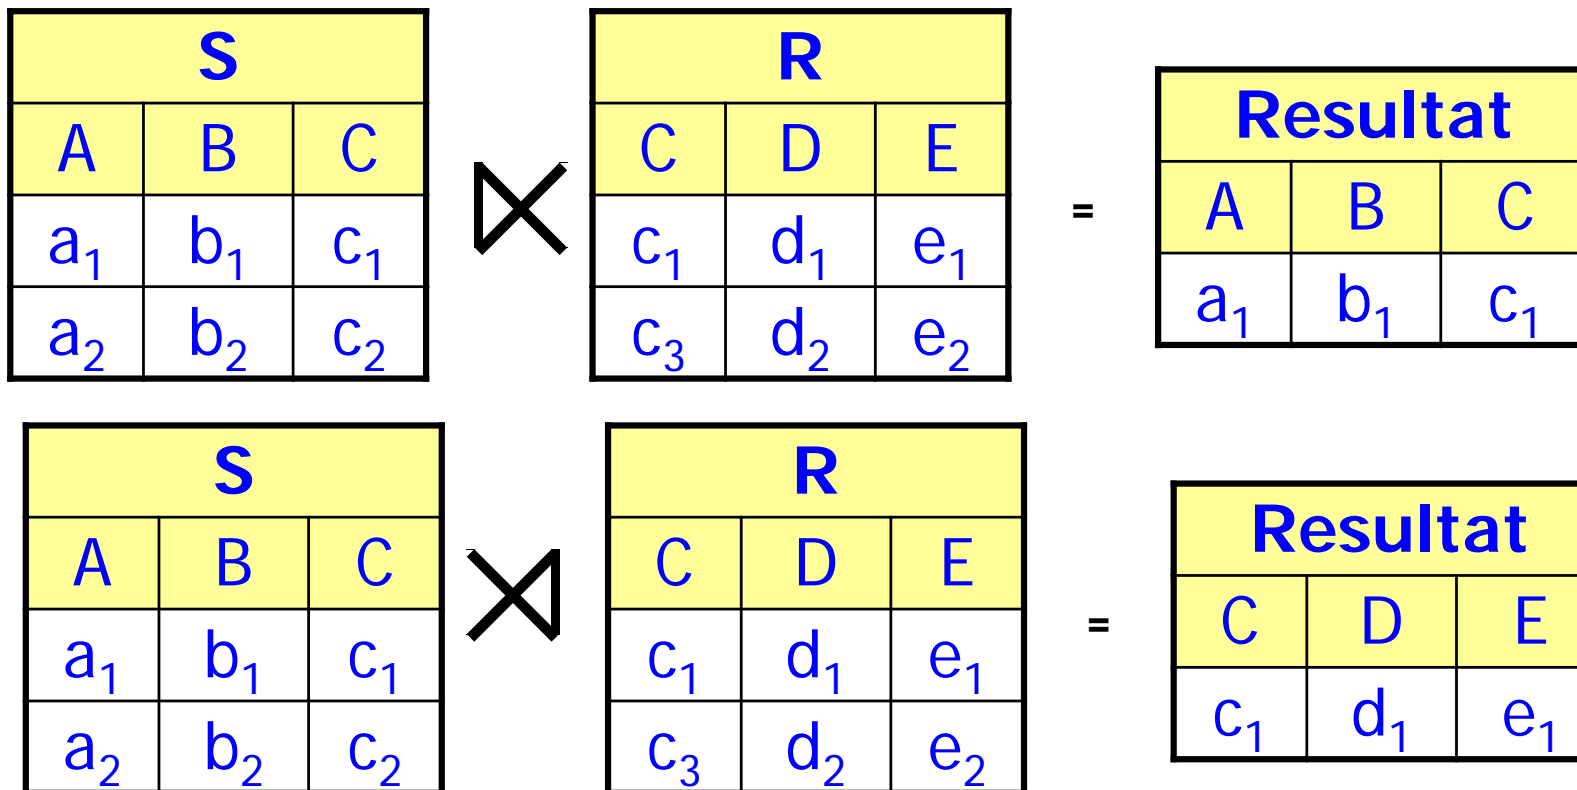 S R
Resultat
A B C ⋉ C D E = A B C
a₁ b₁ c₁ c₁ d₁ e₁ a₁ b₁ c₁
a₂ b₂ c₂ c₃ d₂ e₂
S R
Resultat
A B C ⋊ C D E = C D E
a₁ b₁ c₁ c₁ d₁ e₁ c₁ d₁ e₁
a₂ b₂ c₂ c₃ d₂ e₂